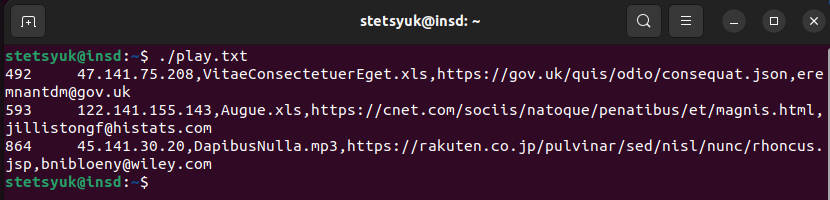 stetsyuk@insd: ~
stetsyuk@insd:~$ ./play.txt
492     47.141.75.208,VitaeConsectetuerEget.xls,https://gov.uk/quis/odio/consequat.json,ere
mnantdm@gov.uk
593     122.141.155.143,Augue.xls,https://cnet.com/sociis/natoque/penatibus/et/magnis.html,
jillistongf@histats.com
864     45.141.30.20,DapibusNulla.mp3,https://rakuten.co.jp/pulvinar/sed/nisl/nunc/rhoncus.
jsp,bnibloeny@wiley.com
stetsyuk@insd:~$